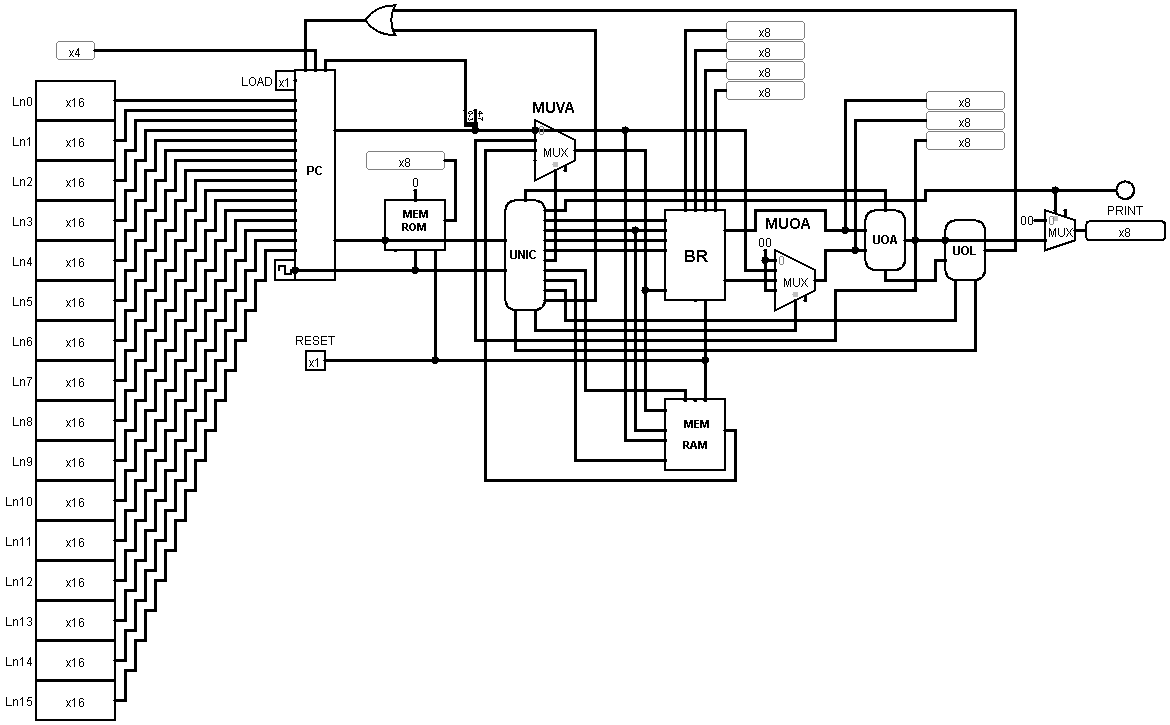 x4
LOAD x1
Ln0 x16
Ln1 x16
Ln2 x16
Ln3 x16
Ln4 x16
Ln5 x16
Ln6 x16
Ln7 x16
Ln8 x16
Ln9 x16
Ln10 x16
Ln11 x16
Ln12 x16
Ln13 x16
Ln14 x16
Ln15 x16
PC
x8
0
MEM
ROM
RESET
x1
MUVA
0
MUX
UNIC
x8
x8
x8
x8
BR
MUOA
00
0
MUX
MEM
RAM
x8
x8
x8
UOA
UOL
00
0
MUX
PRINT
x8